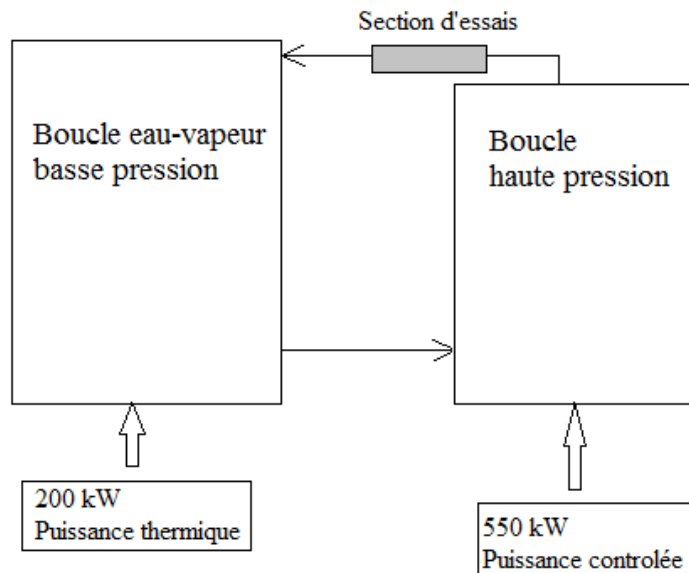 Section d'essais
Boucle eau-vapeur
basse pression
Boucle
haute pression
200 kW
Puissance thermique
550 kW
Puissance controlée